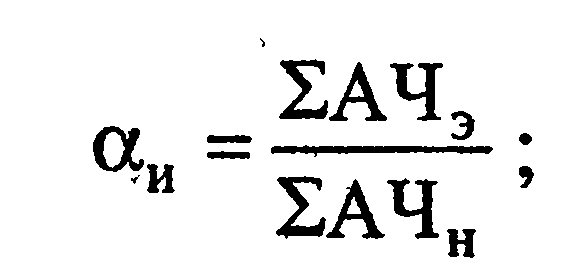 αи = ΣАЧэ / ΣАЧн ;